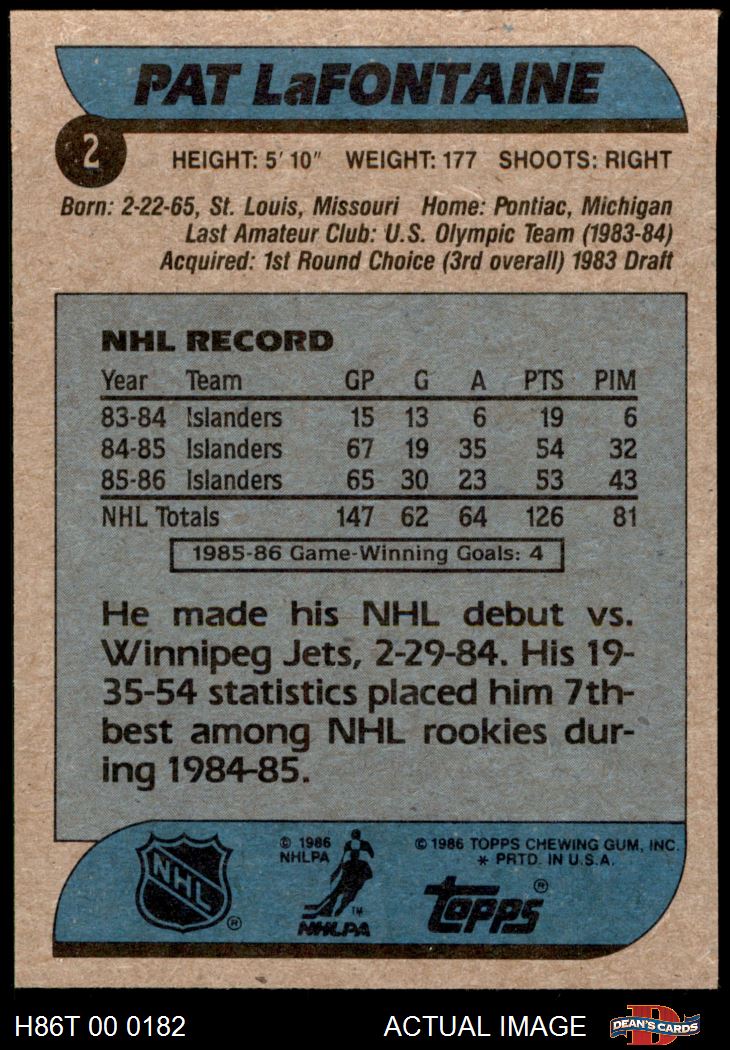 PAT LaFONTAINE
2
HEIGHT: 5' 10" WEIGHT: 177 SHOOTS: RIGHT
Born: 2-22-65, St. Louis, Missouri Home: Pontiac, Michigan
Last Amateur Club: U.S. Olympic Team (1983-84)
Acquired: 1st Round Choice (3rd overall) 1983 Draft
NHL RECORD
Year Team GP G A PTS PIM
83-84 Islanders 15 13 6 19 6
84-85 Islanders 67 19 35 54 32
85-86 Islanders 65 30 23 53 43
NHL Totals 147 62 64 126 81
1985-86 Game-Winning Goals: 4
He made his NHL debut vs.
Winnipeg Jets, 2-29-84. His 19-
35-54 statistics placed him 7th-
best among NHL rookies dur-
ing 1984-85.
NHL ®
© 1986
NHLPA
TM
NHLPA
© 1986 TOPPS CHEWING GUM, INC.
* PRTD. IN U.S.A.
topps ®
H86T 00 0182 ACTUAL IMAGE
D
DEAN'S CARDS